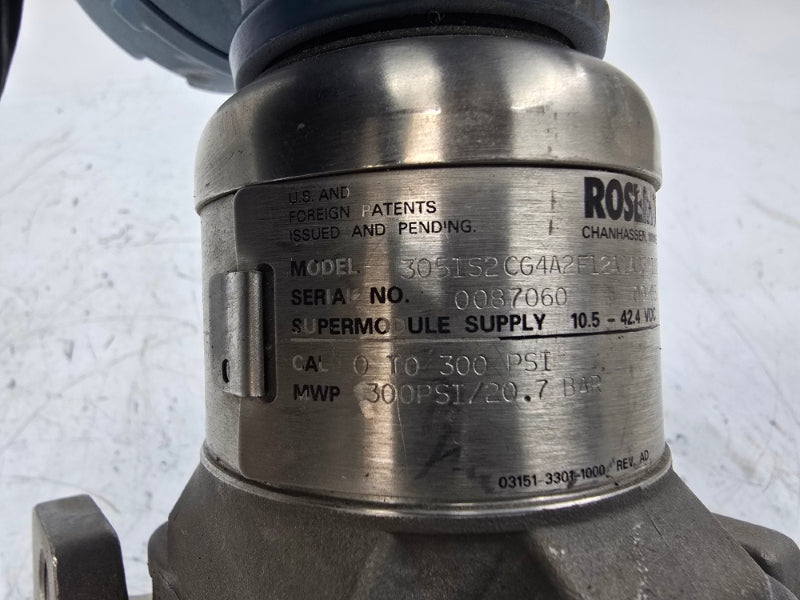 U.S. AND
FOREIGN PATENTS
ISSUED AND PENDING.
CHANHASSEN,
MODEL
SERIAL NO. 0087060
SUPERMODULE SUPPLY 10.5 – 42.4 VDC
CAL 0 TO 300 PSI
MWP 300PSI/20.7 BAR
03151-3301-1000, REV. AD